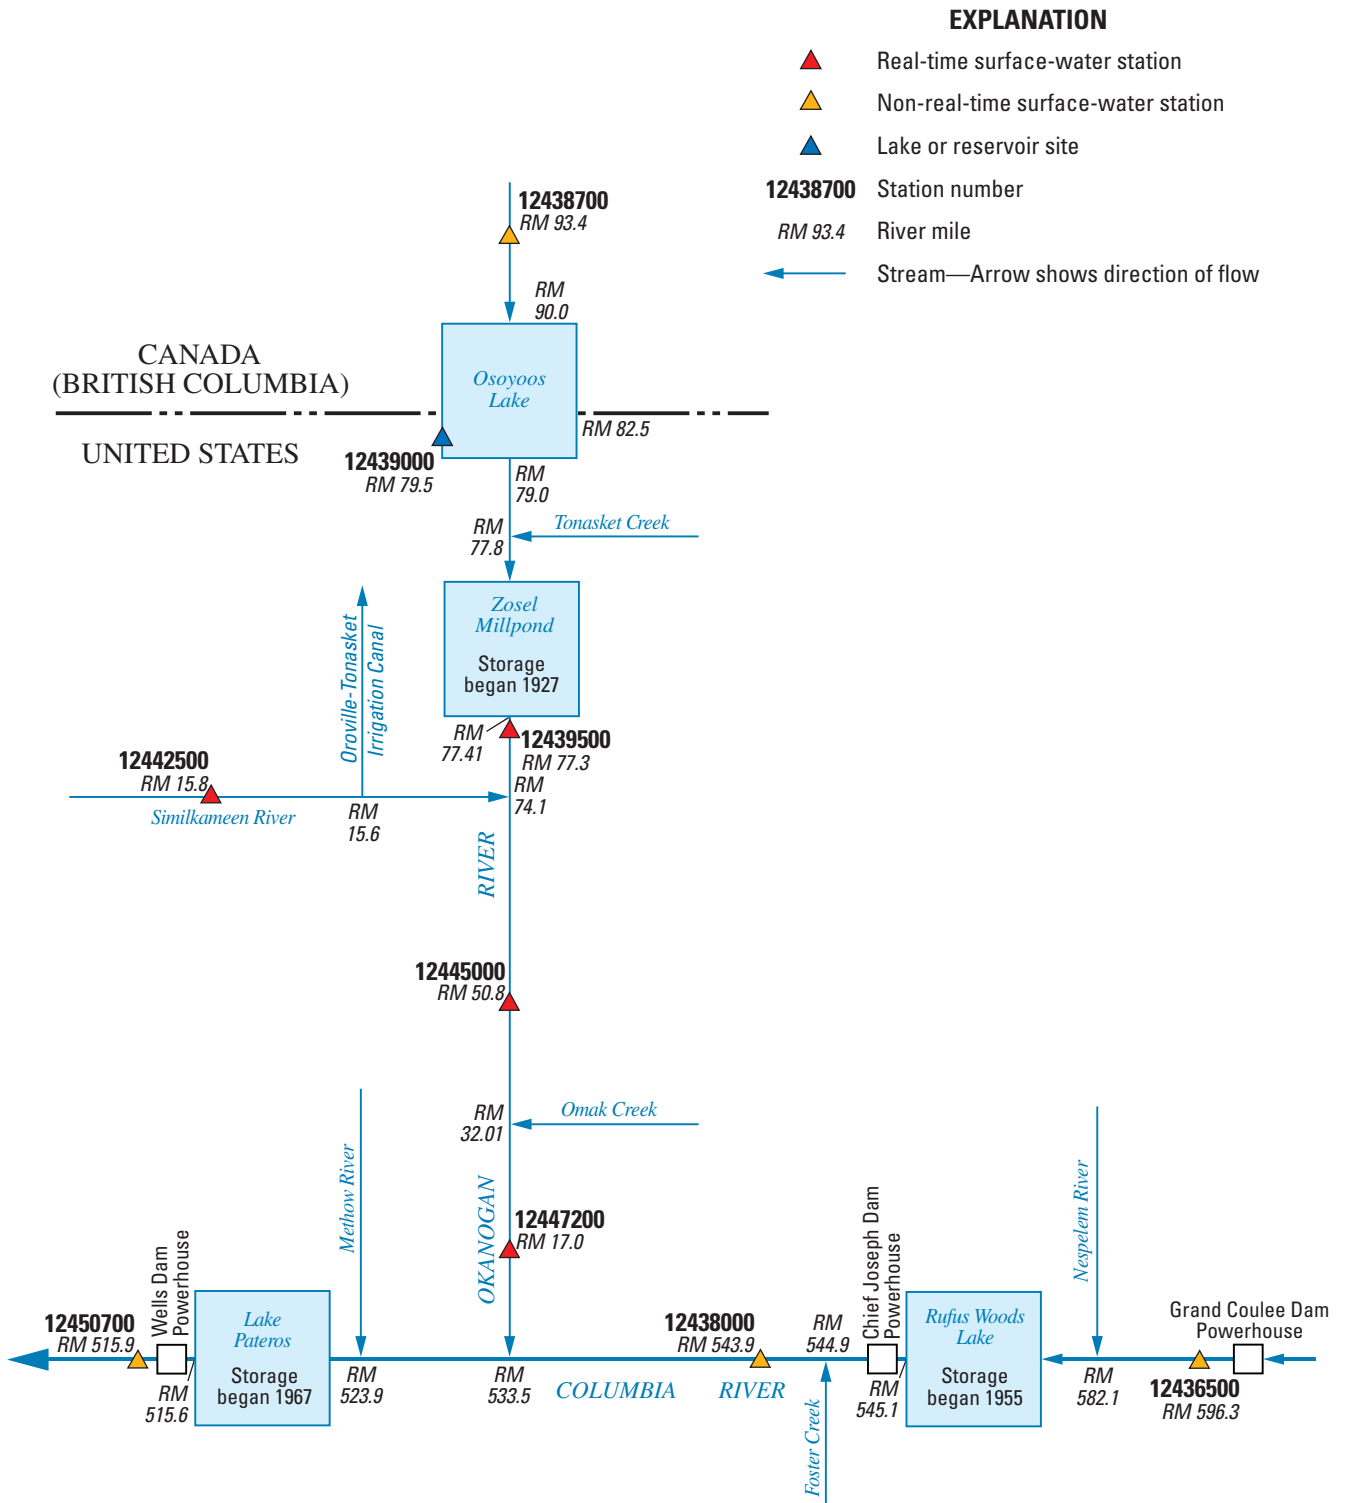 EXPLANATION
Real-time surface-water station
Non-real-time surface-water station
Lake or reservoir site
12438700 Station number
RM 93.4 River mile
Stream—Arrow shows direction of flow
12438700
RM 93.4
RM
90.0
CANADA
(BRITISH COLUMBIA)
UNITED STATES
Osoyoos
Lake
RM 82.5
12439000
RM 79.5
RM
79.0
RM
77.8
Tonasket Creek
Zosel
Millpond
Storage
began 1927
Oroville-Tonasket
Irrigation Canal
RM
77.41
12439500
RM 77.3
RM
74.1
12442500
RM 15.8
Similkameen River
RM
15.6
RIVER
12445000
RM 50.8
RM
32.01
Omak Creek
Methow River
OKANOGAN
12447200
RM 17.0
Nespelem River
Wells Dam
Powerhouse
Chief Joseph Dam
Powerhouse
Grand Coulee Dam
Powerhouse
12450700
RM 515.9
RM
515.6
Lake
Pateros
Storage
began 1967
RM
523.9
RM
533.5
COLUMBIA RIVER
12438000
RM 543.9
RM
544.9
Foster Creek
RM
545.1
Rufus Woods
Lake
Storage
began 1955
RM
582.1
12436500
RM 596.3